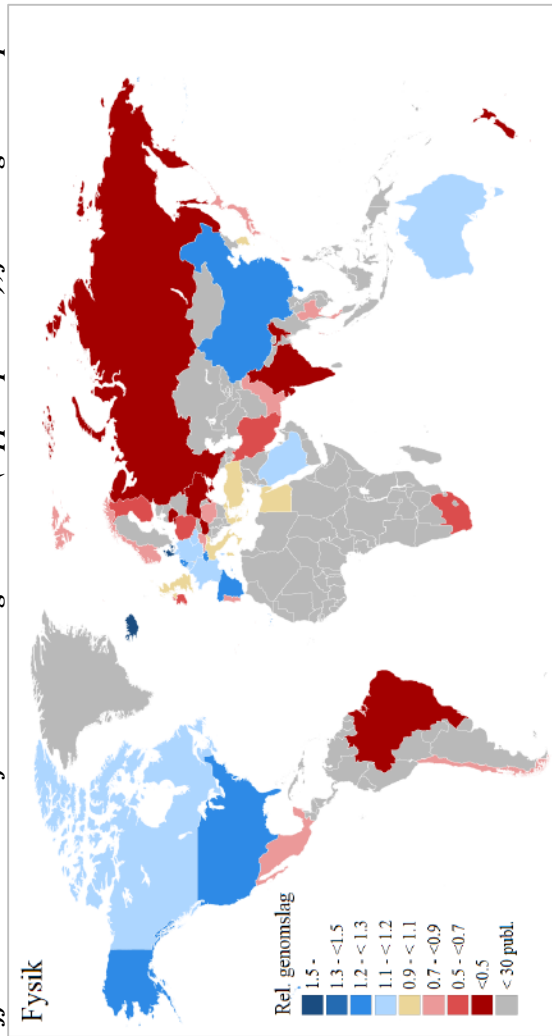 Fysik
Rel. genomslag
1.5 -
1.3 - <1.5
1.2 - < 1.3
1.1 - < 1.2
0.9 - < 1.1
0.7 - <0.9
0.5 - <0.7
<0.5
< 30 publ.